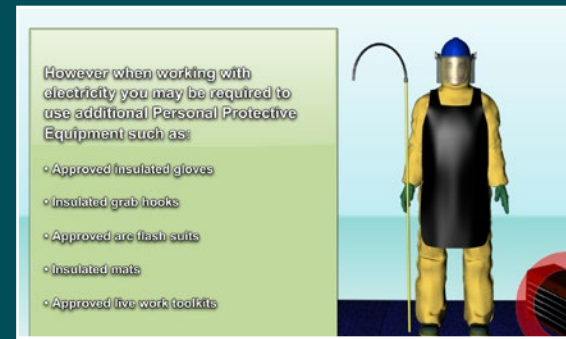 However when working with
electricity you may be required to
use additional Personal Protective
Equipment such as:
• Approved insulated gloves
• Insulated grab hooks
• Approved arc flash suits
• Insulated mats
• Approved live work toolkits